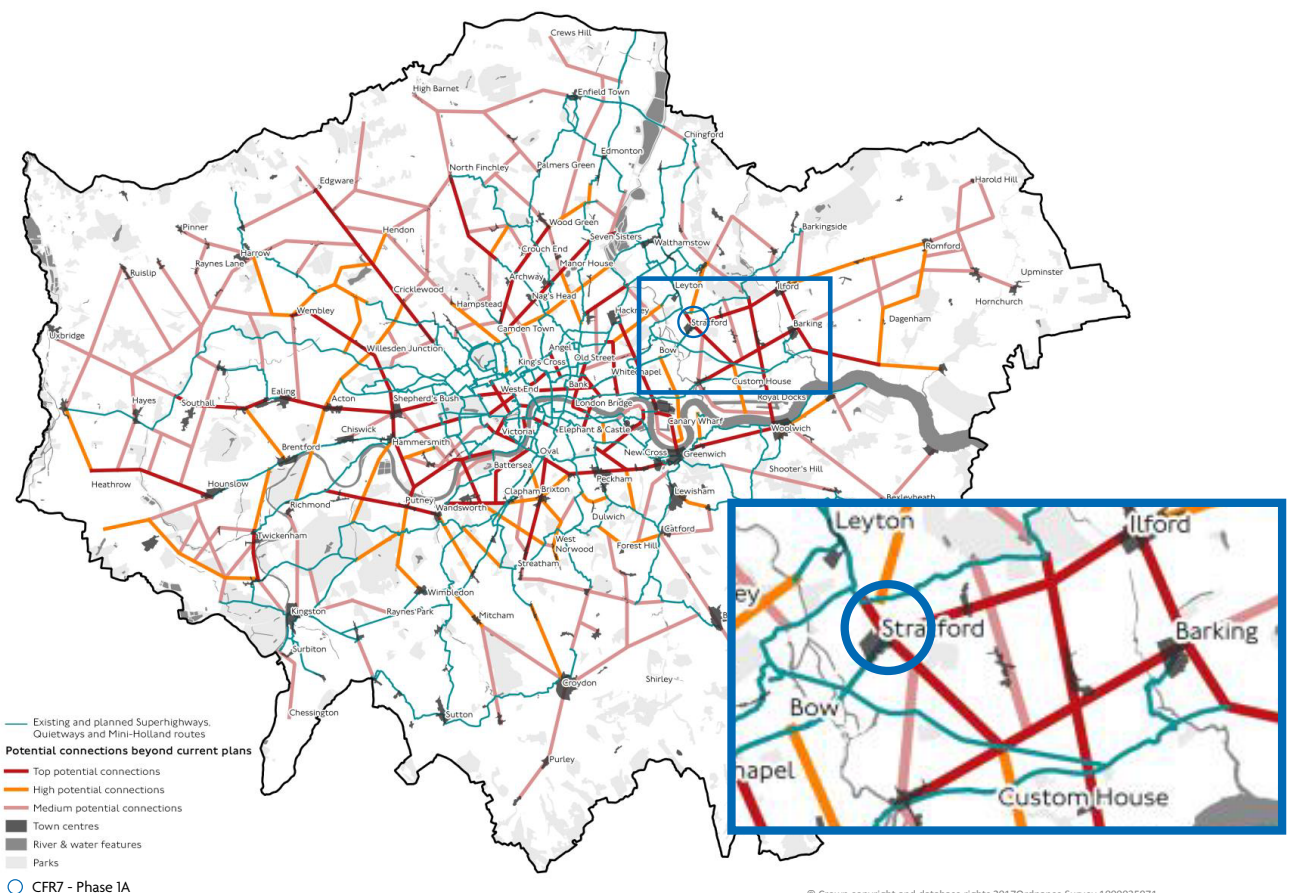 Crews Hill
High Barnet
Enfield Town
Chingford
Edmonton
North Finchley
Palmers Green
Edgware
Harold Hill
Wood Green
Pinner
Hendon
Seven Sisters
Walthamstow
Barkingside
Romford
Crouch End
Harrow
Raynes Lane
Manor House
Ruislip
Upminster
Archway
Leyton
Ilford
Cricklewood
Nag's Head
Hornchurch
Hampstead
Wembley
Hackney
Stratford
Barking
Dagenham
Camden Town
Uxbridge
Willesden Junction
Angel
Bow
Old Street
King's Cross
Whitechapel
Custom House
West End
Bank
Ealing
Hayes
Southall
Acton
Shepherd's Bush
London Bridge
Royal Docks
Canary Wharf
Chiswick
Hammersmith
Victoria
Elephant & Castle
Woolwich
Brentford
Oval
New Cross
Greenwich
Battersea
Shooter's Hill
Heathrow
Hounslow
Peckham
Clapham
Brixton
Lewisham
Bexleyheath
Richmond
Putney
Wandsworth
Dulwich
Catford
Twickenham
West
Norwood
Forest Hill
Streatham
Wimbledon
Kingston
Raynes Park
Mitcham
Surbiton
Croydon
Shirley
Chessington
Sutton
Purley
Leyton
Ilford
ey
Stratford
Barking
Bow
hapel
Custom House
Existing and planned Superhighways,
Quietways and Mini-Holland routes
Potential connections beyond current plans
Top potential connections
High potential connections
Medium potential connections
Town centres
River & water features
Parks
CFR7 - Phase 1A